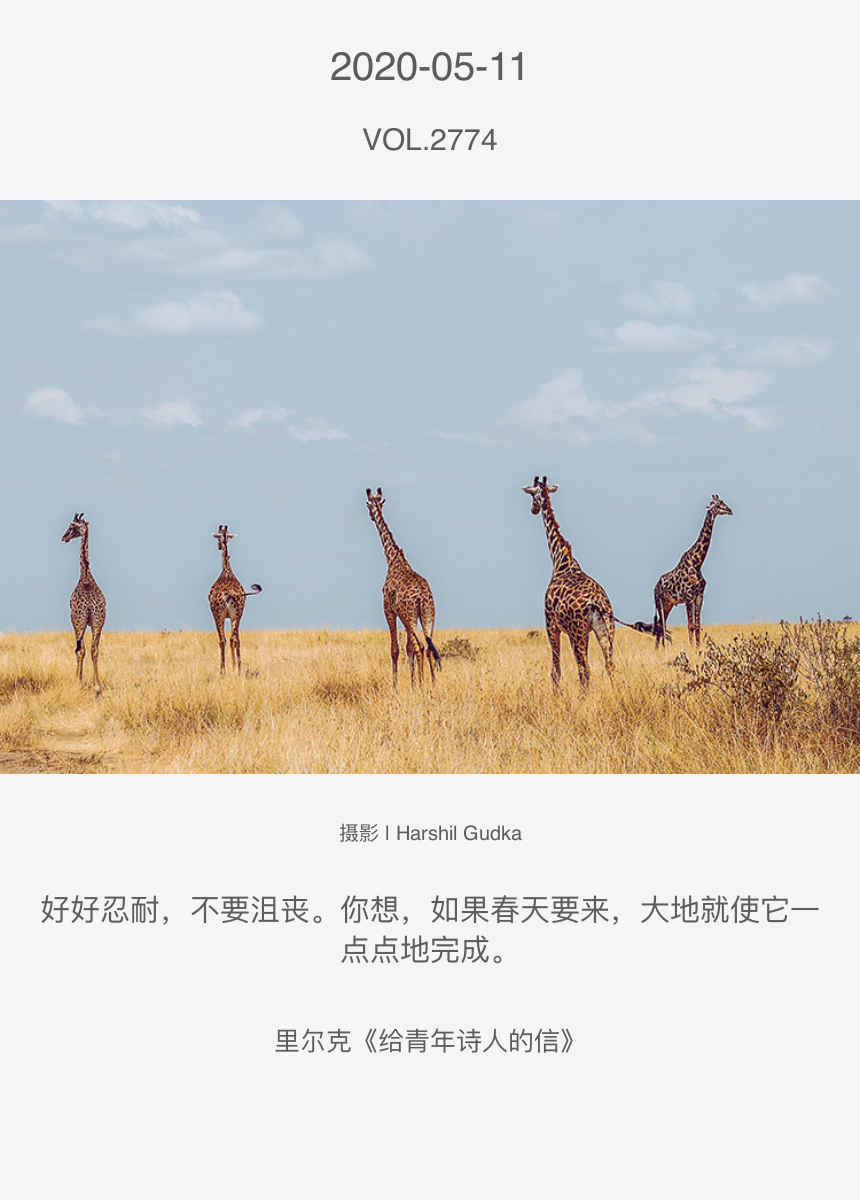 2020-05-11
VOL.2774
摄影 | Harshil Gudka
好好忍耐，不要沮丧。你想，如果春天要来，大地就使它一
点点地完成。
里尔克《给青年诗人的信》